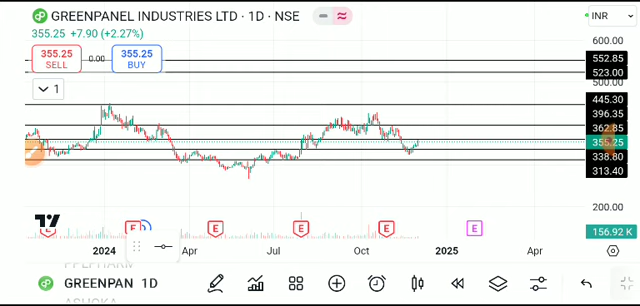 GREENPANEL INDUSTRIES LTD · 1D · NSE
INR
355.25 +7.90 (+2.27%)
600.00
355.25
SELL
0.00
355.25
BUY
552.85
523.00
500.00
1
445.30
396.35
362.85
355.25
338.80
313.40
200.00
E
E
E
E
E
E
156.92 K
2024
Apr
Jul
Oct
2025
Apr
GREENPAN 1D
ASHOKA